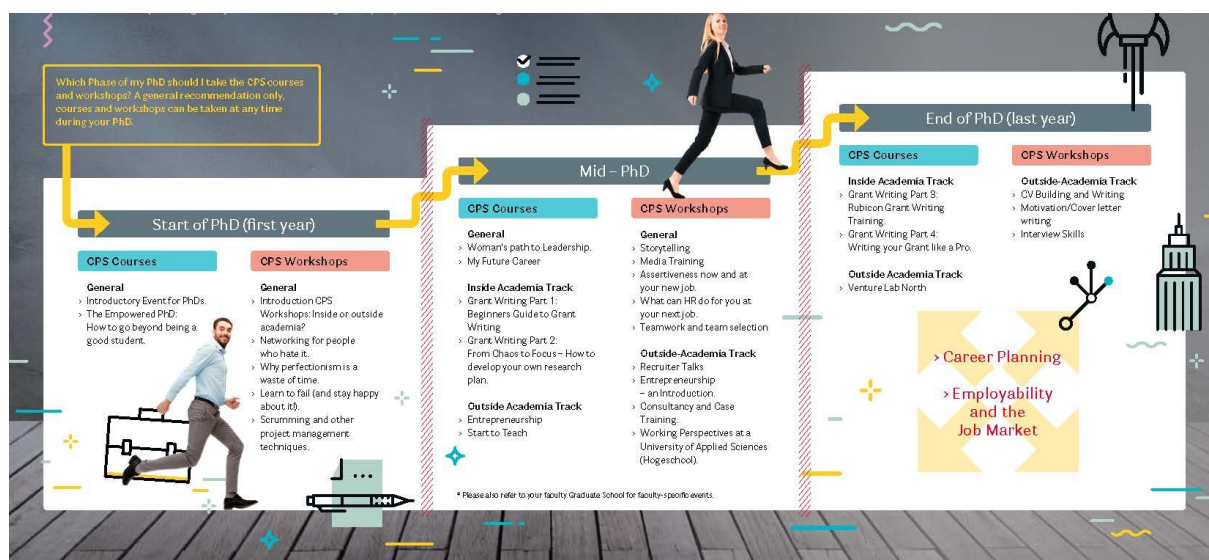 Which Phase of my PhD should I take the CPS courses
and workshops? A general recommendation only,
courses and workshops can be taken at any time
during your PhD.
Start of PhD (first year)
CPS Courses
General
› Introductory Event for PhDs.
› The Empowered PhD:
How to go beyond being a
good student.
CPS Workshops
General
› Introduction CPS
Workshops: Inside or outside
academia?
› Networking for people
who hate it.
› Why perfectionism is a
waste of time.
› Learn to fail (and stay happy
about it!).
› Scrumming and other
project management
techniques.
Mid – PhD
CPS Courses
General
› Woman's path to Leadership.
› My Future Career
Inside Academia Track
› Grant Writing Part 1:
Beginners Guide to Grant
Writing
› Grant Writing Part 2:
From Chaos to Focus – How to
develop your own research
plan.
Outside Academia Track
› Entrepreneurship
› Start to Teach
CPS Workshops
General
› Storytelling
› Media Training
› Assertiveness now and at
your new job.
› What can HR do for you at
your next job.
› Teamwork and team selection
Outside-Academia Track
› Recruiter Talks
› Entrepreneurship
– an Introduction.
› Consultancy and Case
Training.
› Working Perspectives at a
University of Applied Sciences
(Hogeschool).
* Please also refer to your faculty Graduate School for faculty-specific events.
End of PhD (last year)
CPS Courses
Inside Academia Track
› Grant Writing Part 3:
Rubicon Grant Writing
Training.
› Grant Writing Part 4:
Writing your Grant like a Pro.
Outside Academia Track
› Venture Lab North
CPS Workshops
Outside-Academia Track
› CV Building and Writing
› Motivation/Cover letter
writing
› Interview Skills
› Career Planning
› Employability
and the
Job Market